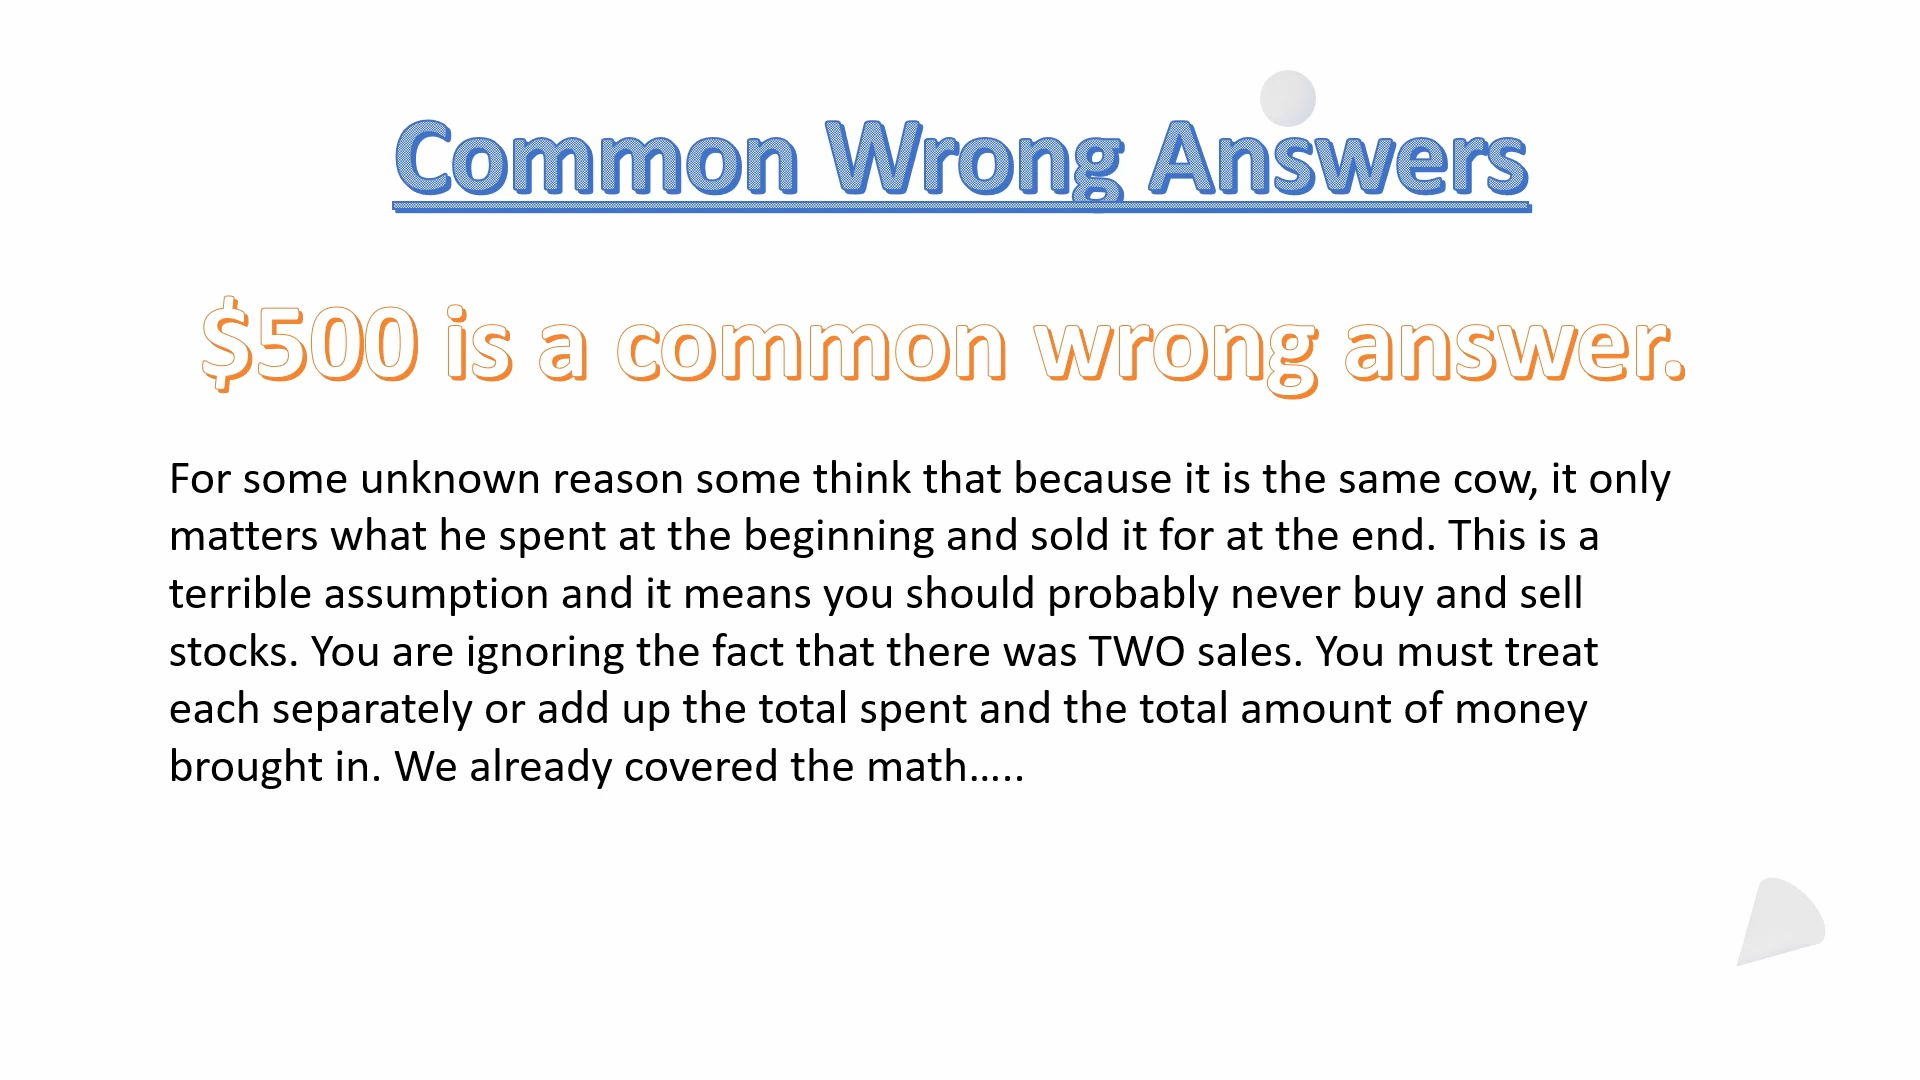 Common Wrong Answers
$500 is a common wrong answer.
For some unknown reason some think that because it is the same cow, it only
matters what he spent at the beginning and sold it for at the end. This is a
terrible assumption and it means you should probably never buy and sell
stocks. You are ignoring the fact that there was TWO sales. You must treat
each separately or add up the total spent and the total amount of money
brought in. We already covered the math.....